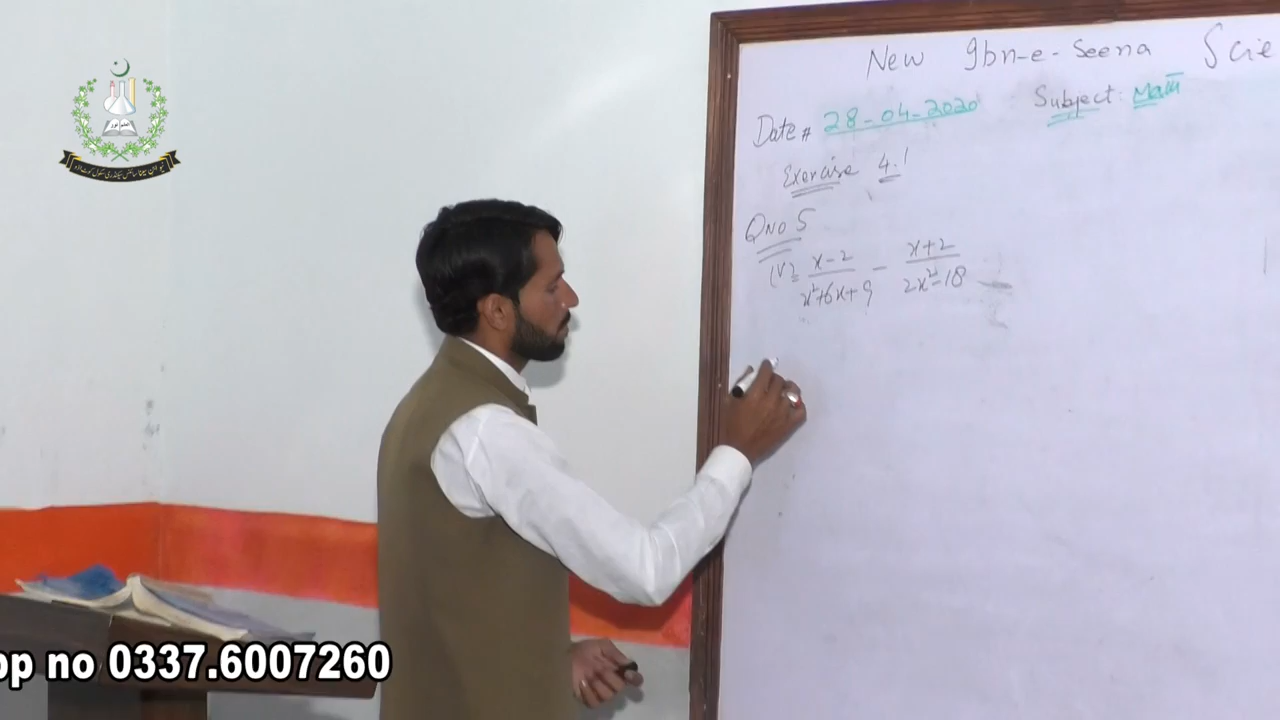 New Ibn-e-Seena Scie
Date # 28-04-2020 Subject: Math
Exercise 4.1
Q No 5
(V) x-2 / x²+6x+9 - x+2 / 2x²-18
pp no 0337.6007260